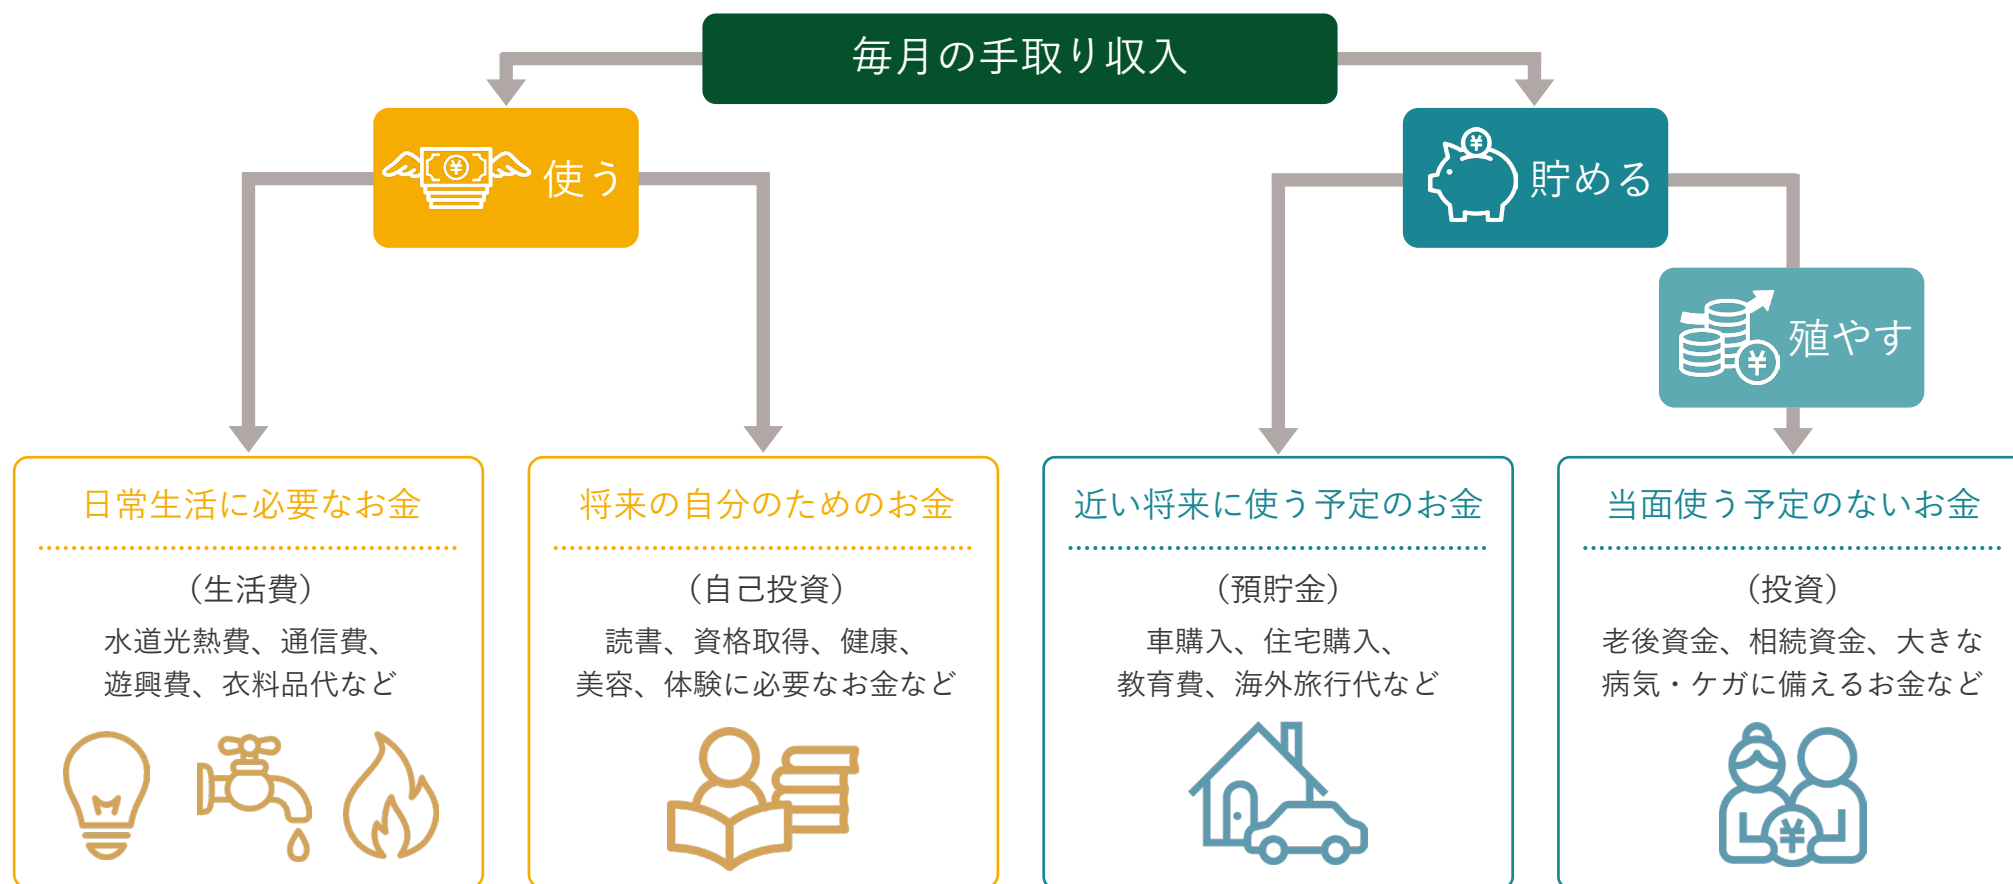 毎月の手取り収入
使う
貯める
殖やす
日常生活に必要なお金
(生活費)
水道光熱費、通信費、
遊興費、衣料品代など
将来の自分のためのお金
(自己投資)
読書、資格取得、健康、
美容、体験に必要なお金など
近い将来に使う予定のお金
(預貯金)
車購入、住宅購入、
教育費、海外旅行代など
当面使う予定のないお金
(投資)
老後資金、相続資金、大きな
病気・ケガに備えるお金など